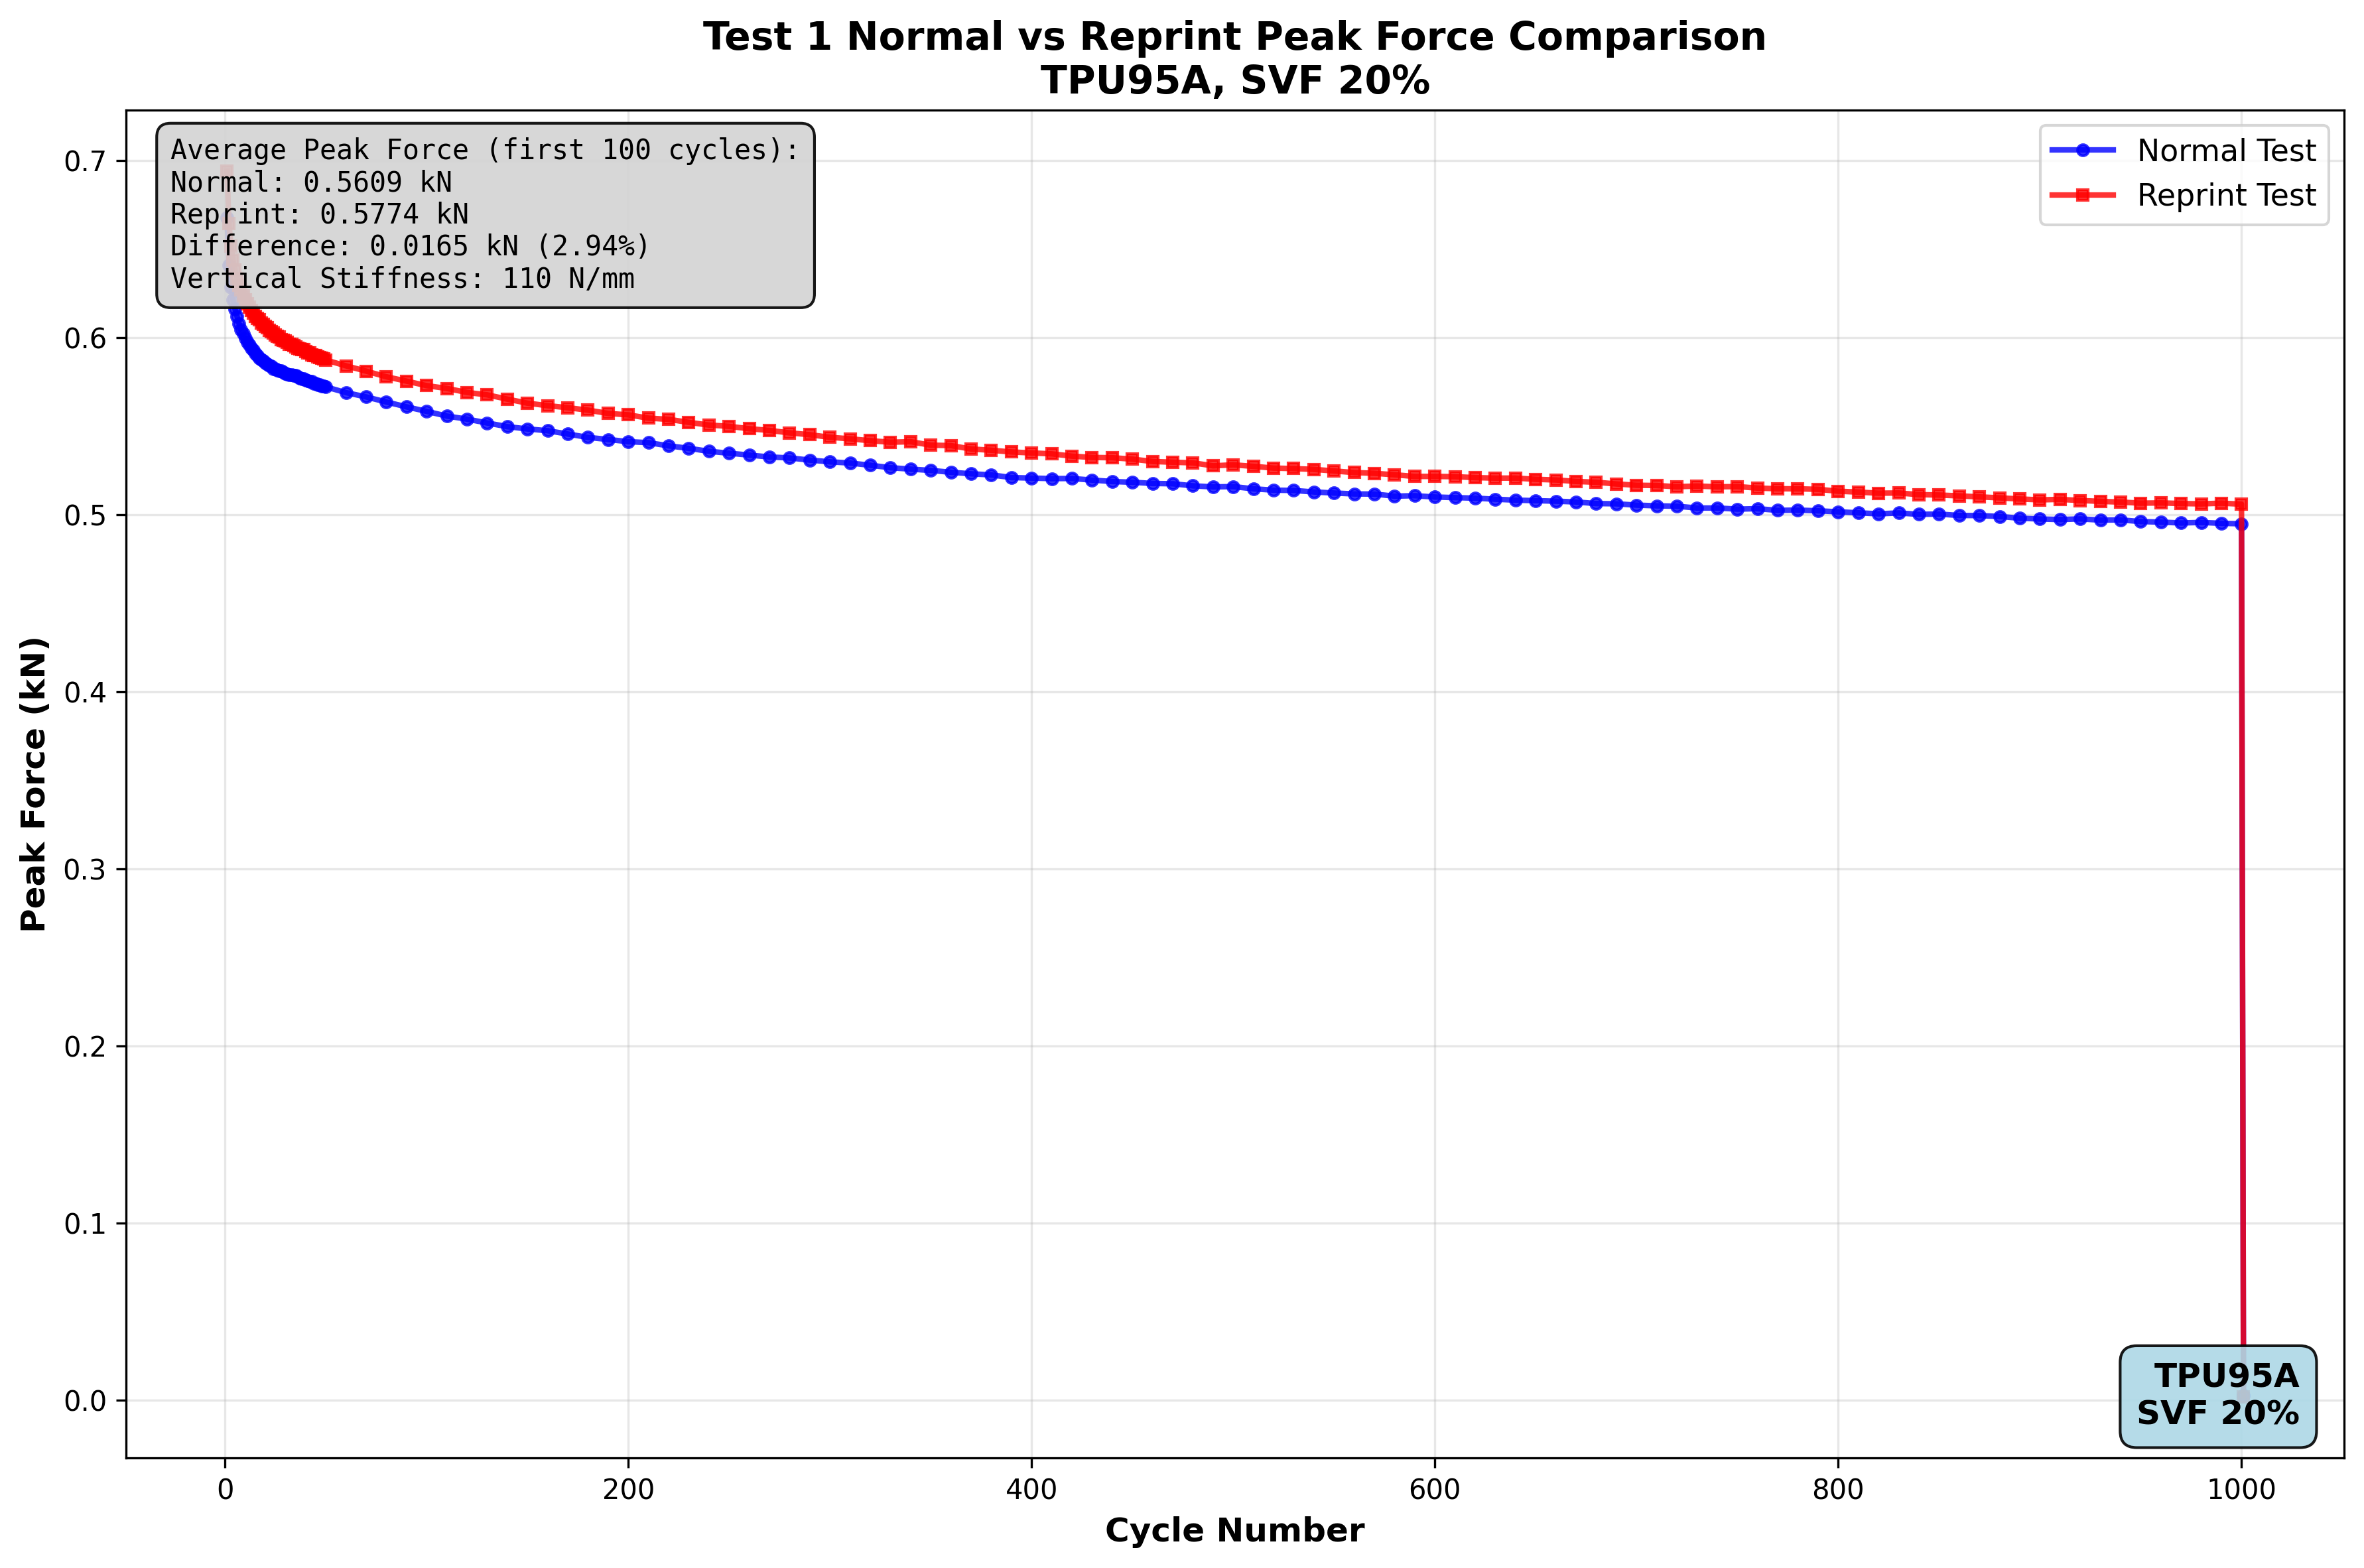 Test 1 Normal vs Reprint Peak Force Comparison
TPU95A, SVF 20%
Average Peak Force (first 100 cycles):
Normal: 0.5609 kN
Reprint: 0.5774 kN
Difference: 0.0165 kN (2.94%)
Vertical Stiffness: 110 N/mm
Normal Test
Reprint Test
Peak Force (kN)
0.7
0.6
0.5
0.4
0.3
0.2
0.1
0.0
TPU95A
SVF 20%
0
200
400
600
800
1000
Cycle Number